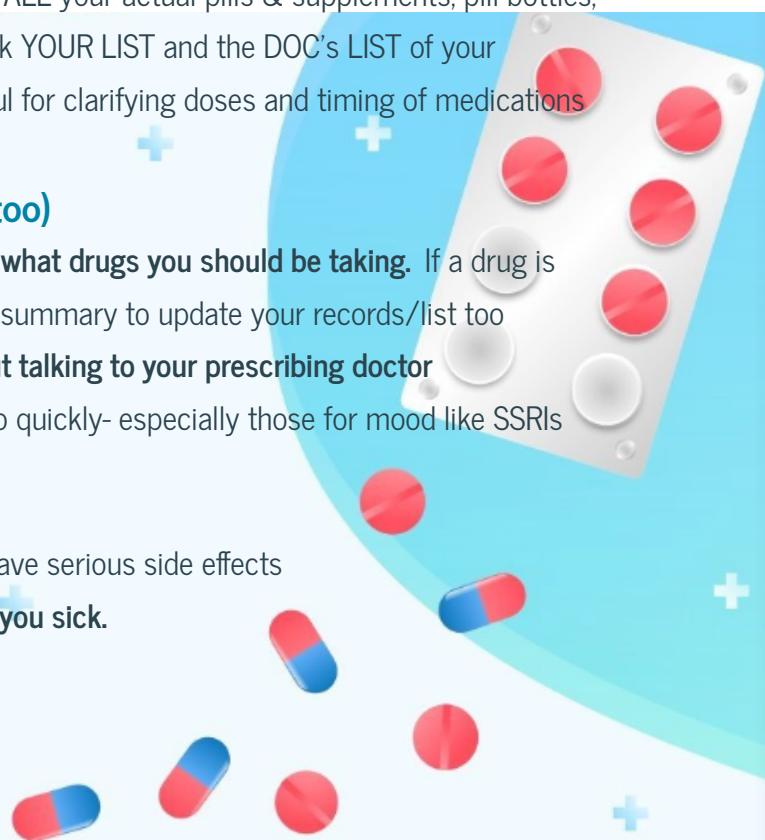 ALL your actual pills & supplements, pill bottles,
k YOUR LIST and the DOC's LIST of your
ul for clarifying doses and timing of medications
too)
what drugs you should be taking. If a drug is
summary to update your records/list too
ut talking to your prescribing doctor
o quickly- especially those for mood like SSRIs
ave serious side effects
you sick.